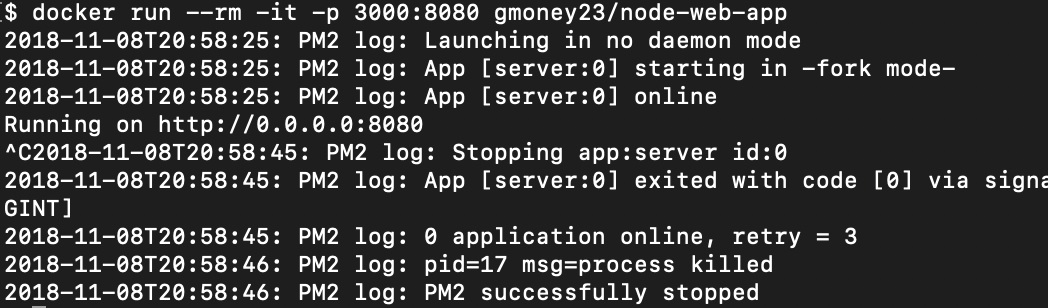 $ docker run --rm -it -p 3000:8080 gmoney23/node-web-app
2018-11-08T20:58:25: PM2 log: Launching in no daemon mode
2018-11-08T20:58:25: PM2 log: App [server:0] starting in -fork mode-
2018-11-08T20:58:25: PM2 log: App [server:0] online
Running on http://0.0.0.0:8080
^C2018-11-08T20:58:45: PM2 log: Stopping app:server id:0
2018-11-08T20:58:45: PM2 log: App [server:0] exited with code [0] via signa
GINT]
2018-11-08T20:58:45: PM2 log: 0 application online, retry = 3
2018-11-08T20:58:46: PM2 log: pid=17 msg=process killed
2018-11-08T20:58:46: PM2 log: PM2 successfully stopped